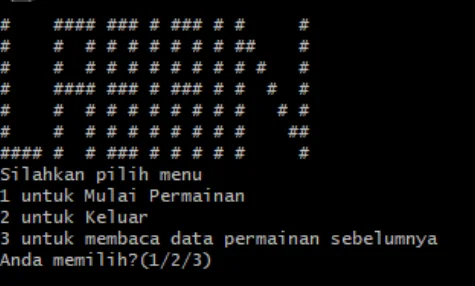 LABIRIN
Silahkan pilih menu
1 untuk Mulai Permainan
2 untuk Keluar
3 untuk membaca data permainan sebelumnya
Anda memilih?(1/2/3)